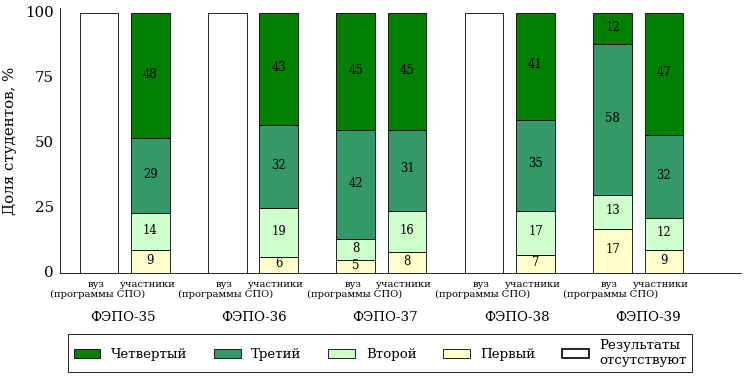 Доля студентов, %
100
75
50
25
0
48
29
14
9
43
32
19
6
45
42
8
5
45
31
16
8
41
35
17
7
12
58
13
17
47
32
12
9
вуз
(программы СПО)
участники
вуз
(программы СПО)
участники
вуз
(программы СПО)
участники
вуз
(программы СПО)
участники
вуз
(программы СПО)
участники
ФЭПО-35
ФЭПО-36
ФЭПО-37
ФЭПО-38
ФЭПО-39
Четвертый
Третий
Второй
Первый
Результаты
отсутствуют